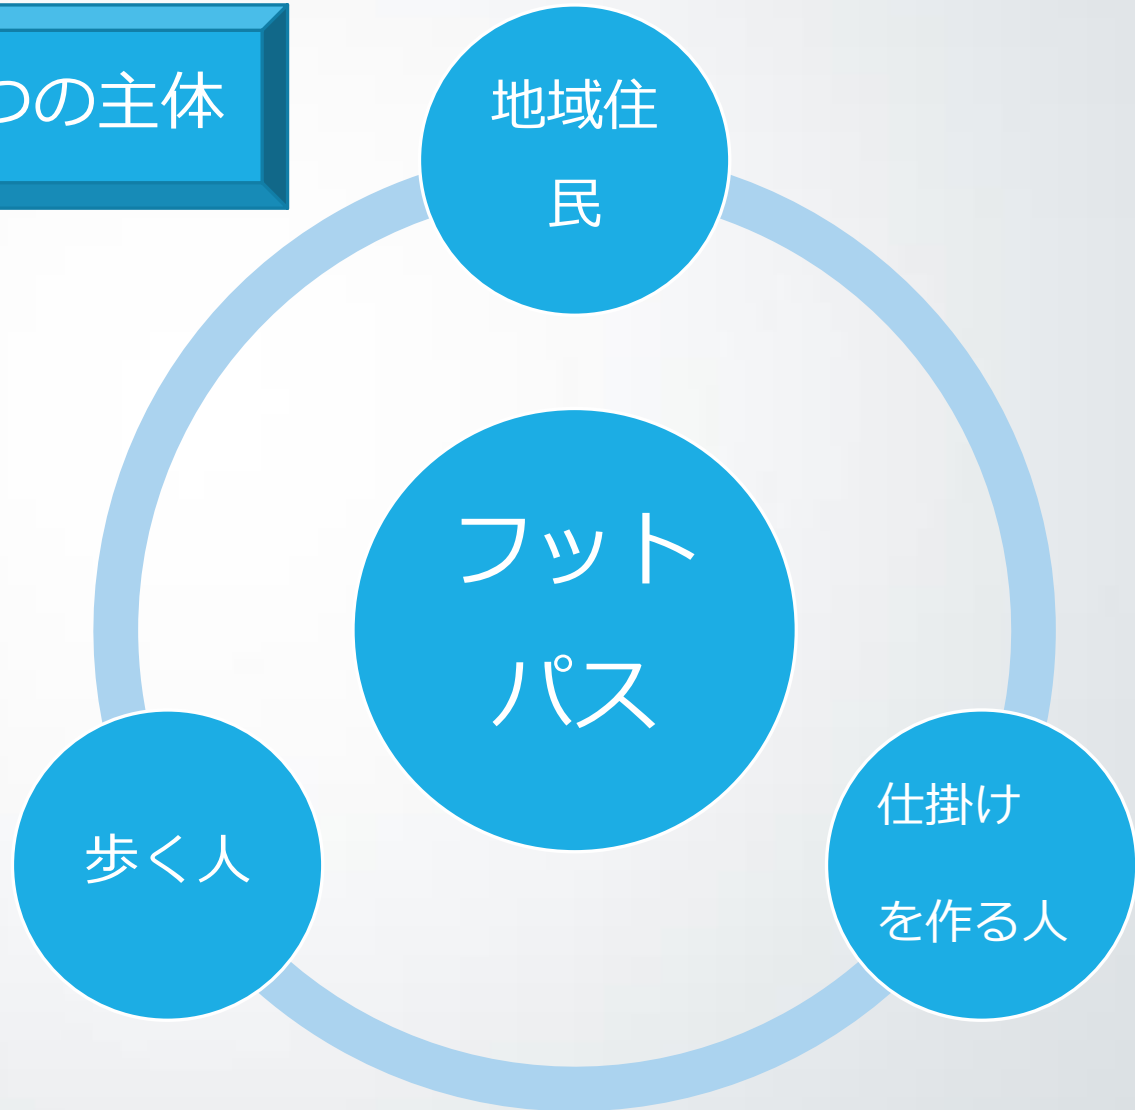 つの主体
地域住
民
フット
パス
歩く人
仕掛け
を作る人